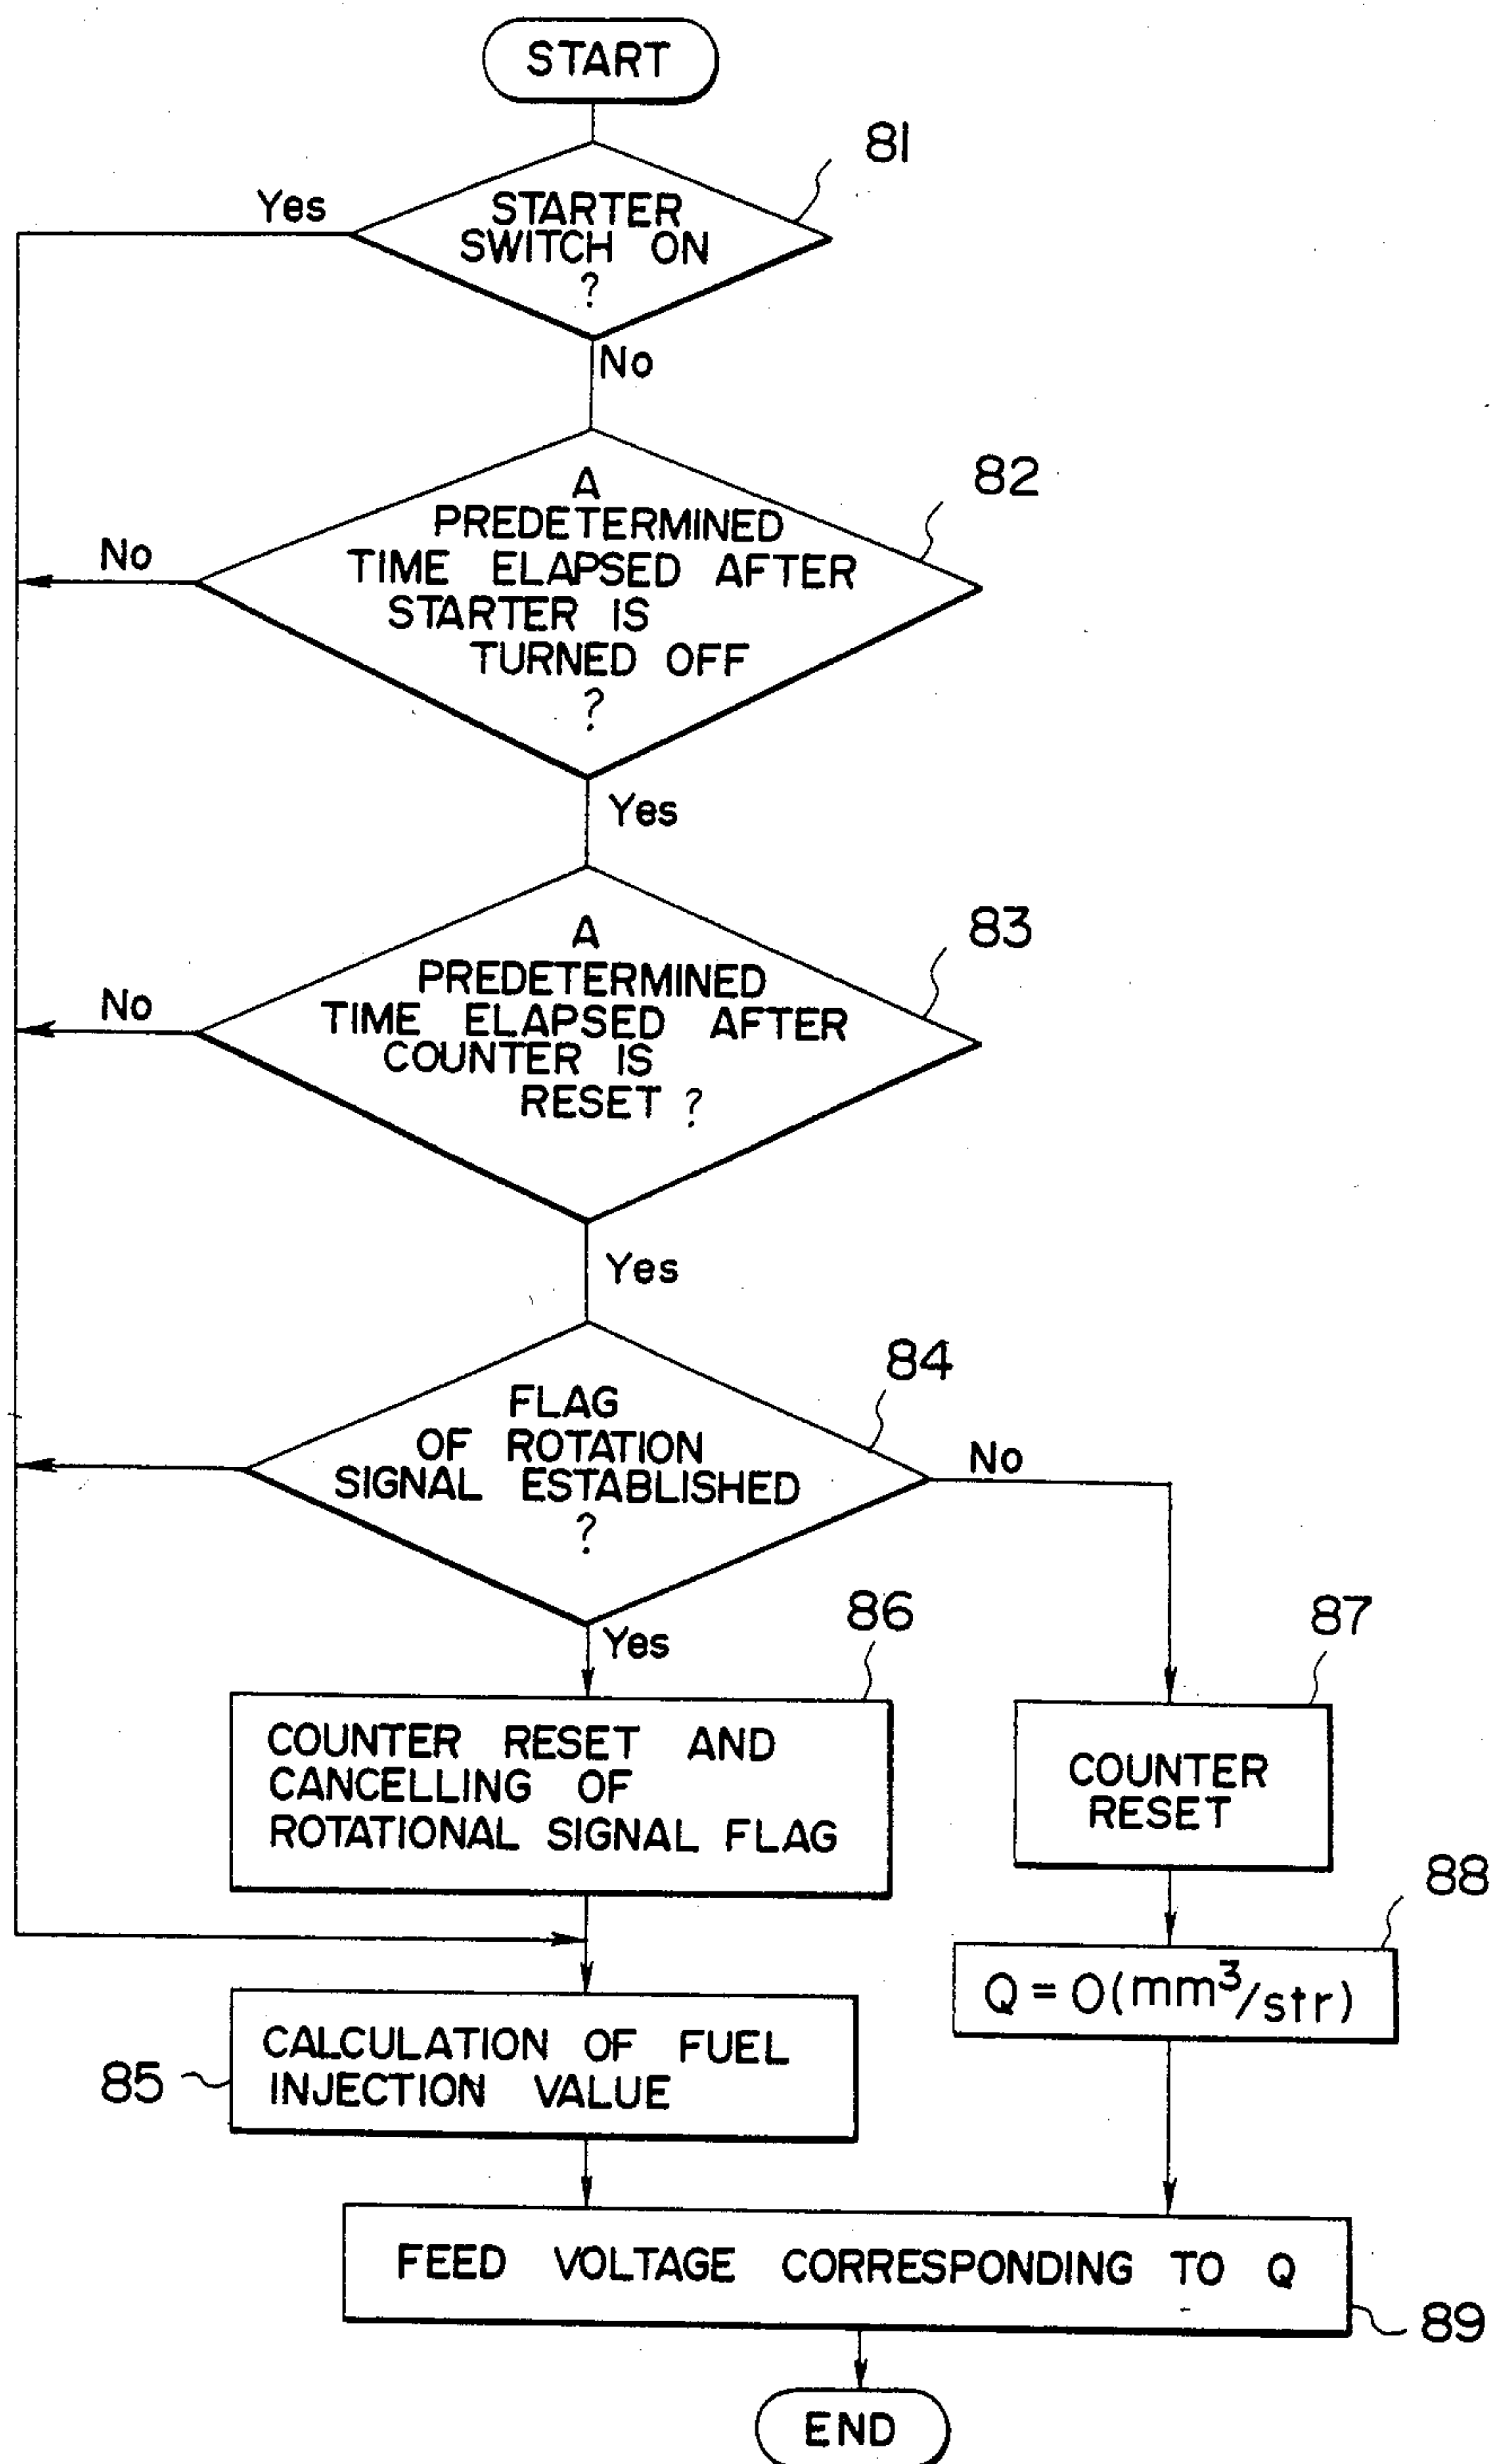 START
81
Yes
STARTER
SWITCH ON
?
No
82
A
PREDETERMINED
TIME ELAPSED AFTER
STARTER IS
TURNED OFF
?
No
Yes
83
A
PREDETERMINED
TIME ELAPSED AFTER
COUNTER IS
RESET ?
No
Yes
84
FLAG
OF ROTATION
SIGNAL ESTABLISHED
?
No
Yes
86
COUNTER RESET AND
CANCELLING OF
ROTATIONAL SIGNAL FLAG
87
COUNTER
RESET
88
Q = 0 (mm³/str)
85
CALCULATION OF FUEL
INJECTION VALUE
FEED VOLTAGE CORRESPONDING TO Q
89
END